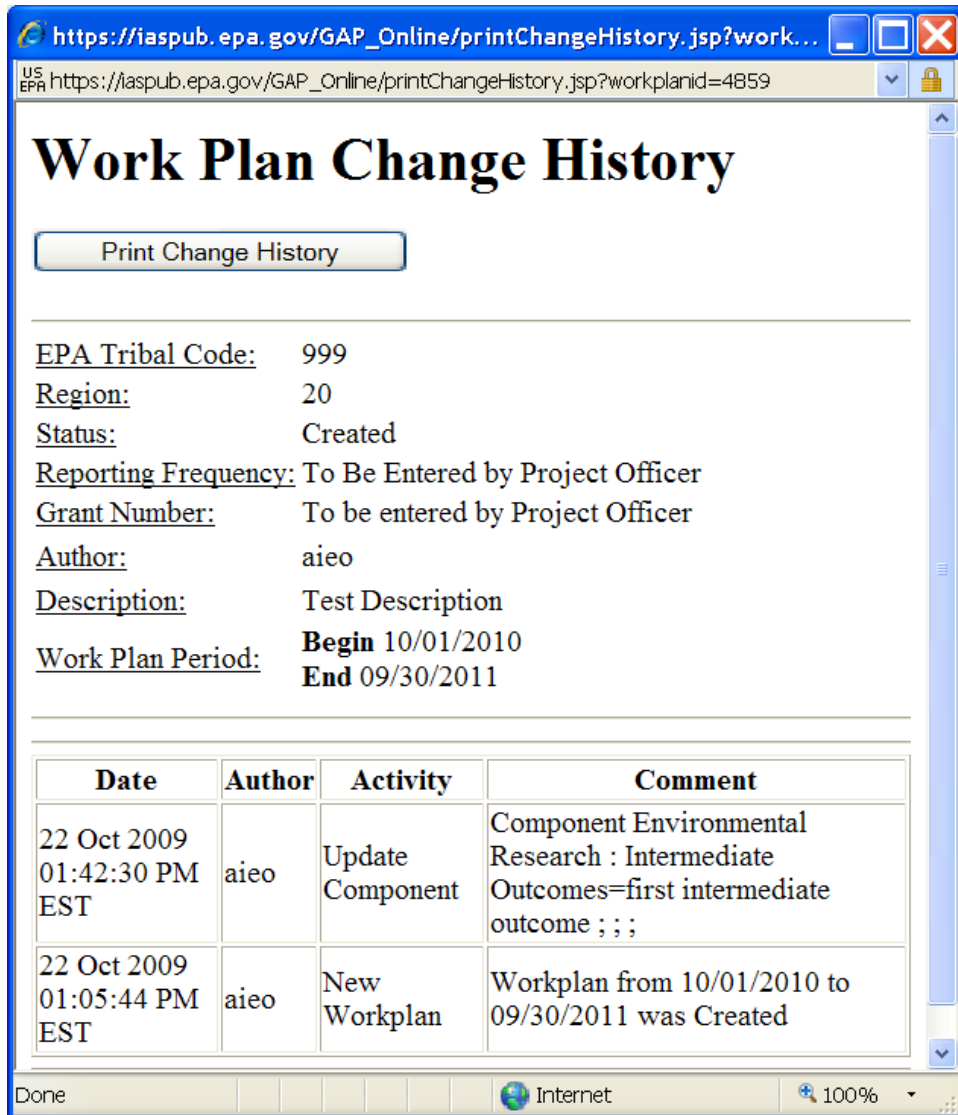 https://iaspub.epa.gov/GAP_Online/printChangeHistory.jsp?work...
US EPA https://iaspub.epa.gov/GAP_Online/printChangeHistory.jsp?workplanid=4859
Work Plan Change History
Print Change History
EPA Tribal Code: 999
Region: 20
Status: Created
Reporting Frequency: To Be Entered by Project Officer
Grant Number: To be entered by Project Officer
Author: aieo
Description: Test Description
Work Plan Period: Begin 10/01/2010
End 09/30/2011
Date Author Activity Comment
22 Oct 2009
01:42:30 PM
EST
aieo
Update
Component
Component Environmental
Research : Intermediate
Outcomes=first intermediate
outcome ; ; ;
22 Oct 2009
01:05:44 PM
EST
aieo
New
Workplan
Workplan from 10/01/2010 to
09/30/2011 was Created
Done Internet 100%